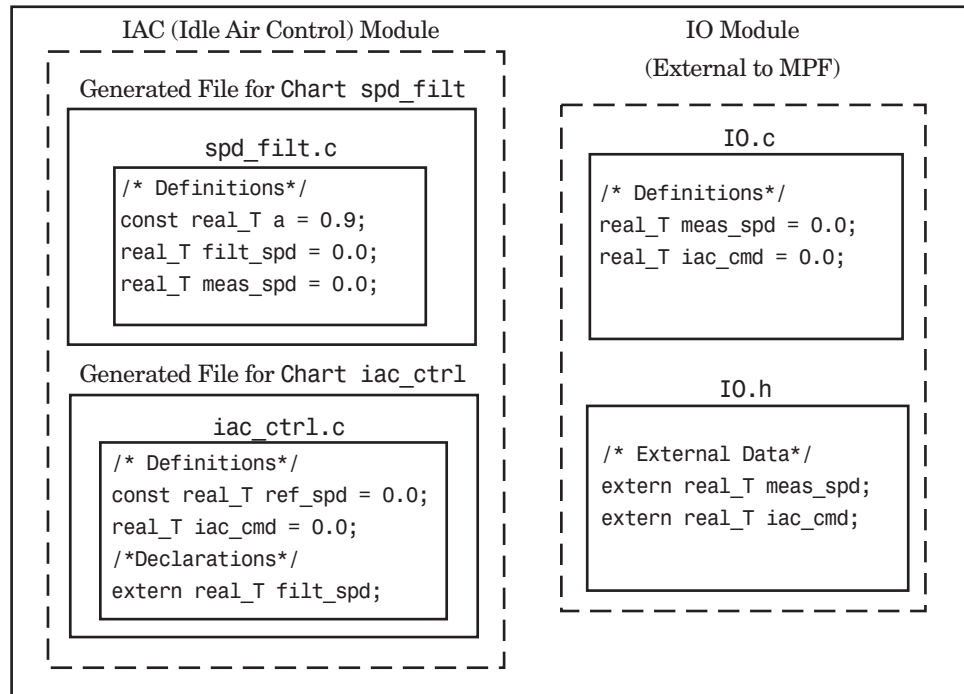 IAC (Idle Air Control) Module
Generated File for Chart spd_filt
spd_filt.c
/* Definitions*/
const real_T a = 0.9;
real_T filt_spd = 0.0;
real_T meas_spd = 0.0;
Generated File for Chart iac_ctrl
iac_ctrl.c
/* Definitions*/
const real_T ref_spd = 0.0;
real_T iac_cmd = 0.0;
/*Declarations*/
extern real_T filt_spd;
IO Module
(External to MPF)
IO.c
/* Definitions*/
real_T meas_spd = 0.0;
real_T iac_cmd = 0.0;
IO.h
/* External Data*/
extern real_T meas_spd;
extern real_T iac_cmd;